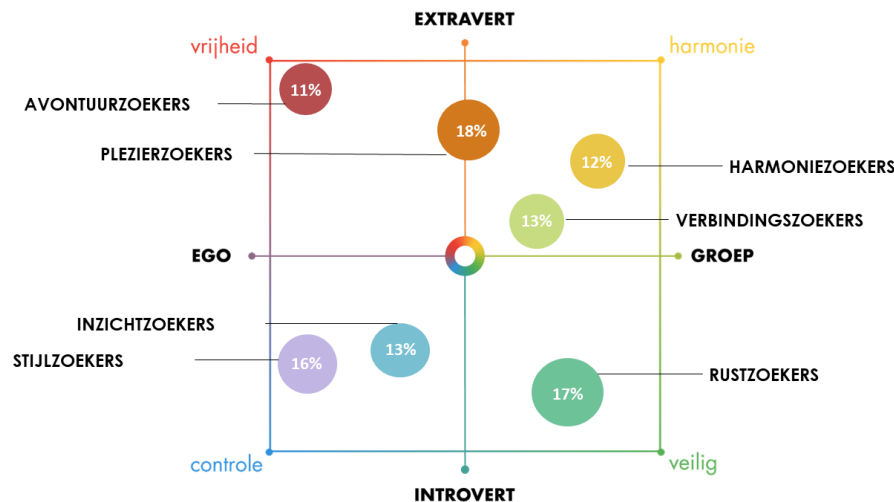 EXTRAVERT
vrijheid
harmonie
11%
AVONTUURZOEKERS
18%
PLEZIERZOEKERS
12%
HARMONIEZOEKERS
13%
VERBINDINGSZOEKERS
EGO
GROEP
INZICHTZOEKERS
13%
STIJLZOEKERS
16%
RUSTZOEKERS
17%
controle
veilig
INTROVERT